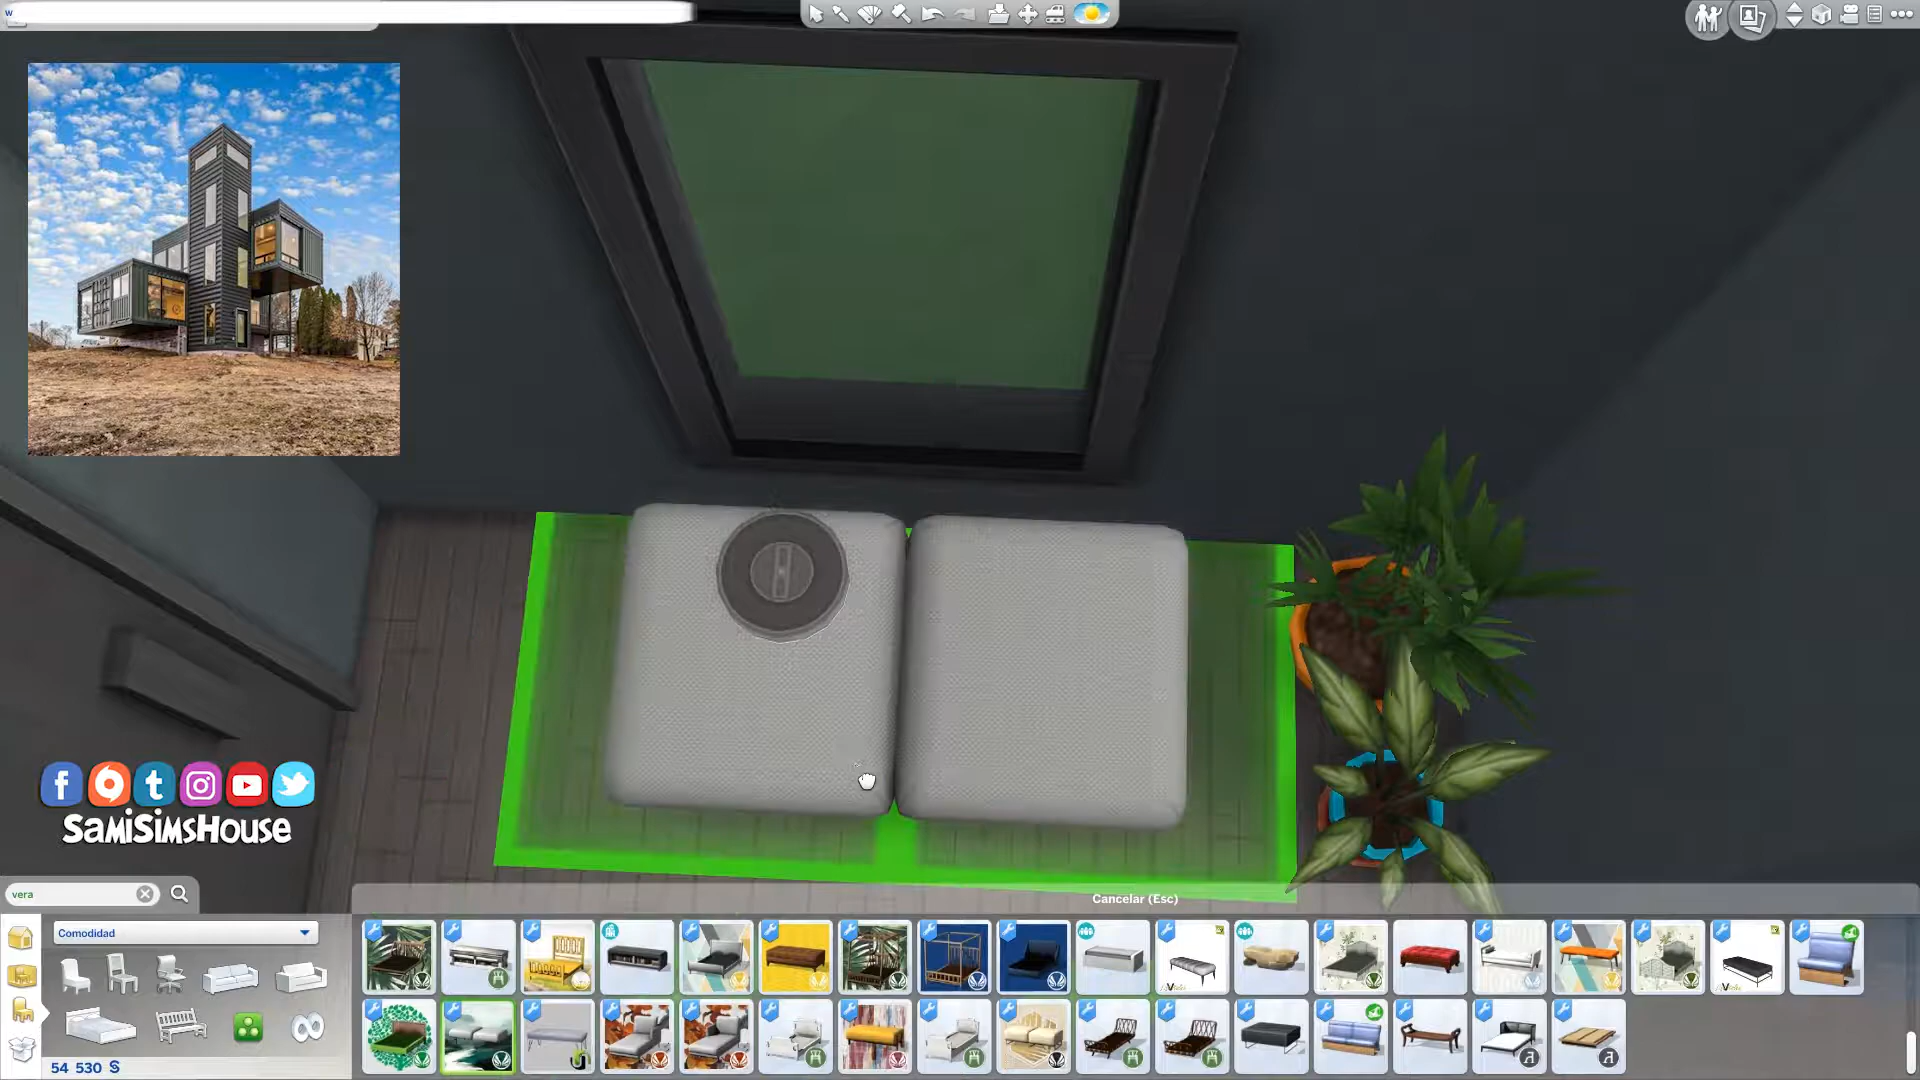 w
SamiSimsHouse
vera
Cancelar (Esc)
Comodidad
54 530 S